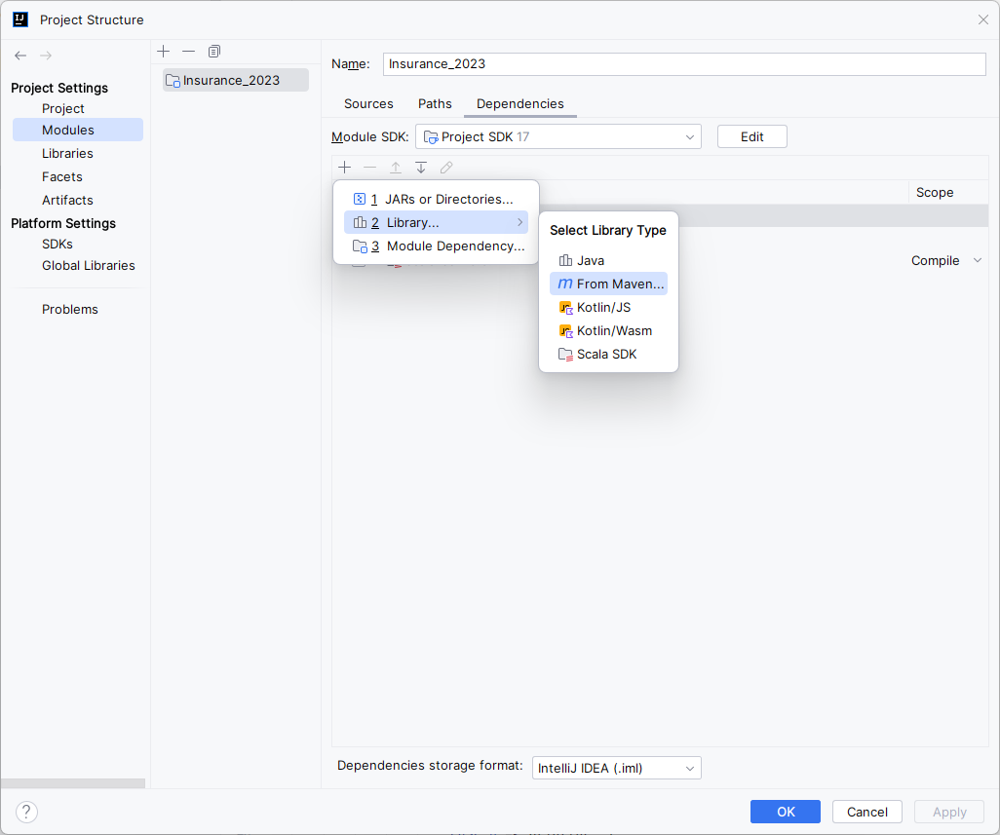 Project Structure
Project Settings
Project
Modules
Libraries
Facets
Artifacts
Platform Settings
SDKs
Global Libraries
Problems
Insurance_2023
Name: Insurance_2023
Sources Paths Dependencies
Module SDK: Project SDK 17 Edit
Scope
1 JARs or Directories...
2 Library...
3 Module Dependency...
Select Library Type
Java
From Maven...
Kotlin/JS
Kotlin/Wasm
Scala SDK
Compile
Dependencies storage format: IntelliJ IDEA (.iml)
? OK Cancel Apply